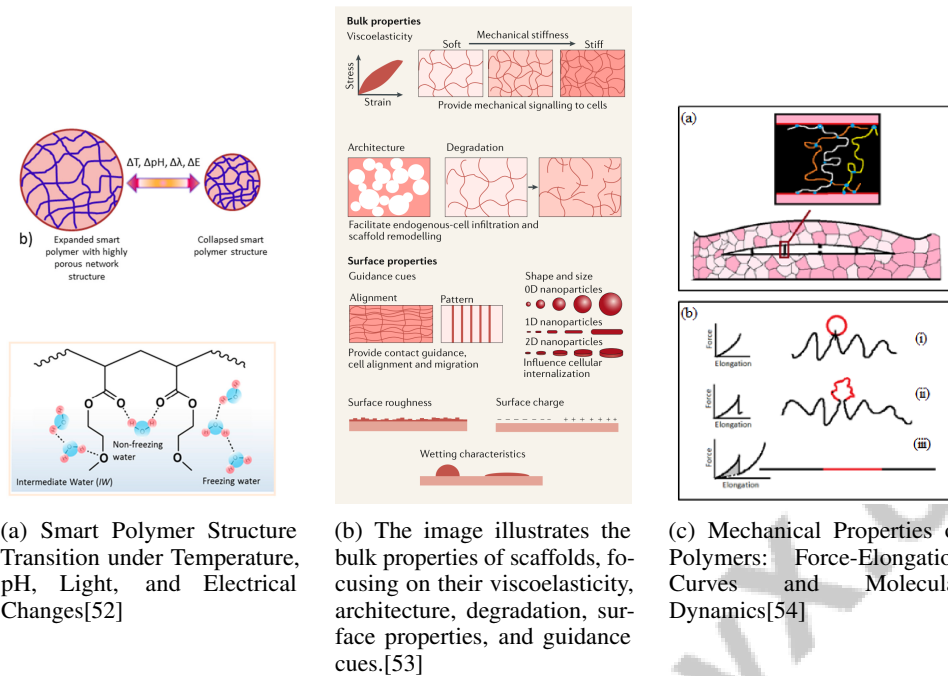 ΔT, ΔpH, Δλ, ΔE
b)
Expanded smart
polymer with highly
porous network
structure
Collapsed smart
polymer structure
O
O
O
O
O
O
Non-freezing
water
Intermediate Water (IW)
Freezing water
(a) Smart Polymer Structure
Transition under Temperature,
pH, Light, and Electrical
Changes[52]
Bulk properties
Viscoelasticity
Mechanical stiffness
Soft
Stiff
Stress
Strain
Provide mechanical signalling to cells
Architecture
Degradation
Facilitate endogenous-cell infiltration and
scaffold remodelling
Surface properties
Guidance cues
Alignment
Pattern
Provide contact guidance,
cell alignment and migration
Shape and size
0D nanoparticles
1D nanoparticles
2D nanoparticles
Influence cellular
internalization
Surface roughness
Surface charge
− − − − − − + + + + + + +
Wetting characteristics
(b) The image illustrates the
bulk properties of scaffolds, fo-
cusing on their viscoelasticity,
architecture, degradation, sur-
face properties, and guidance
cues.[53]
(a)
(b)
Force
Elongation
(i)
Force
Elongation
(ii)
Force
Elongation
(iii)
(c) Mechanical Properties o
Polymers: Force-Elongatio
Curves and Molecula
Dynamics[54]